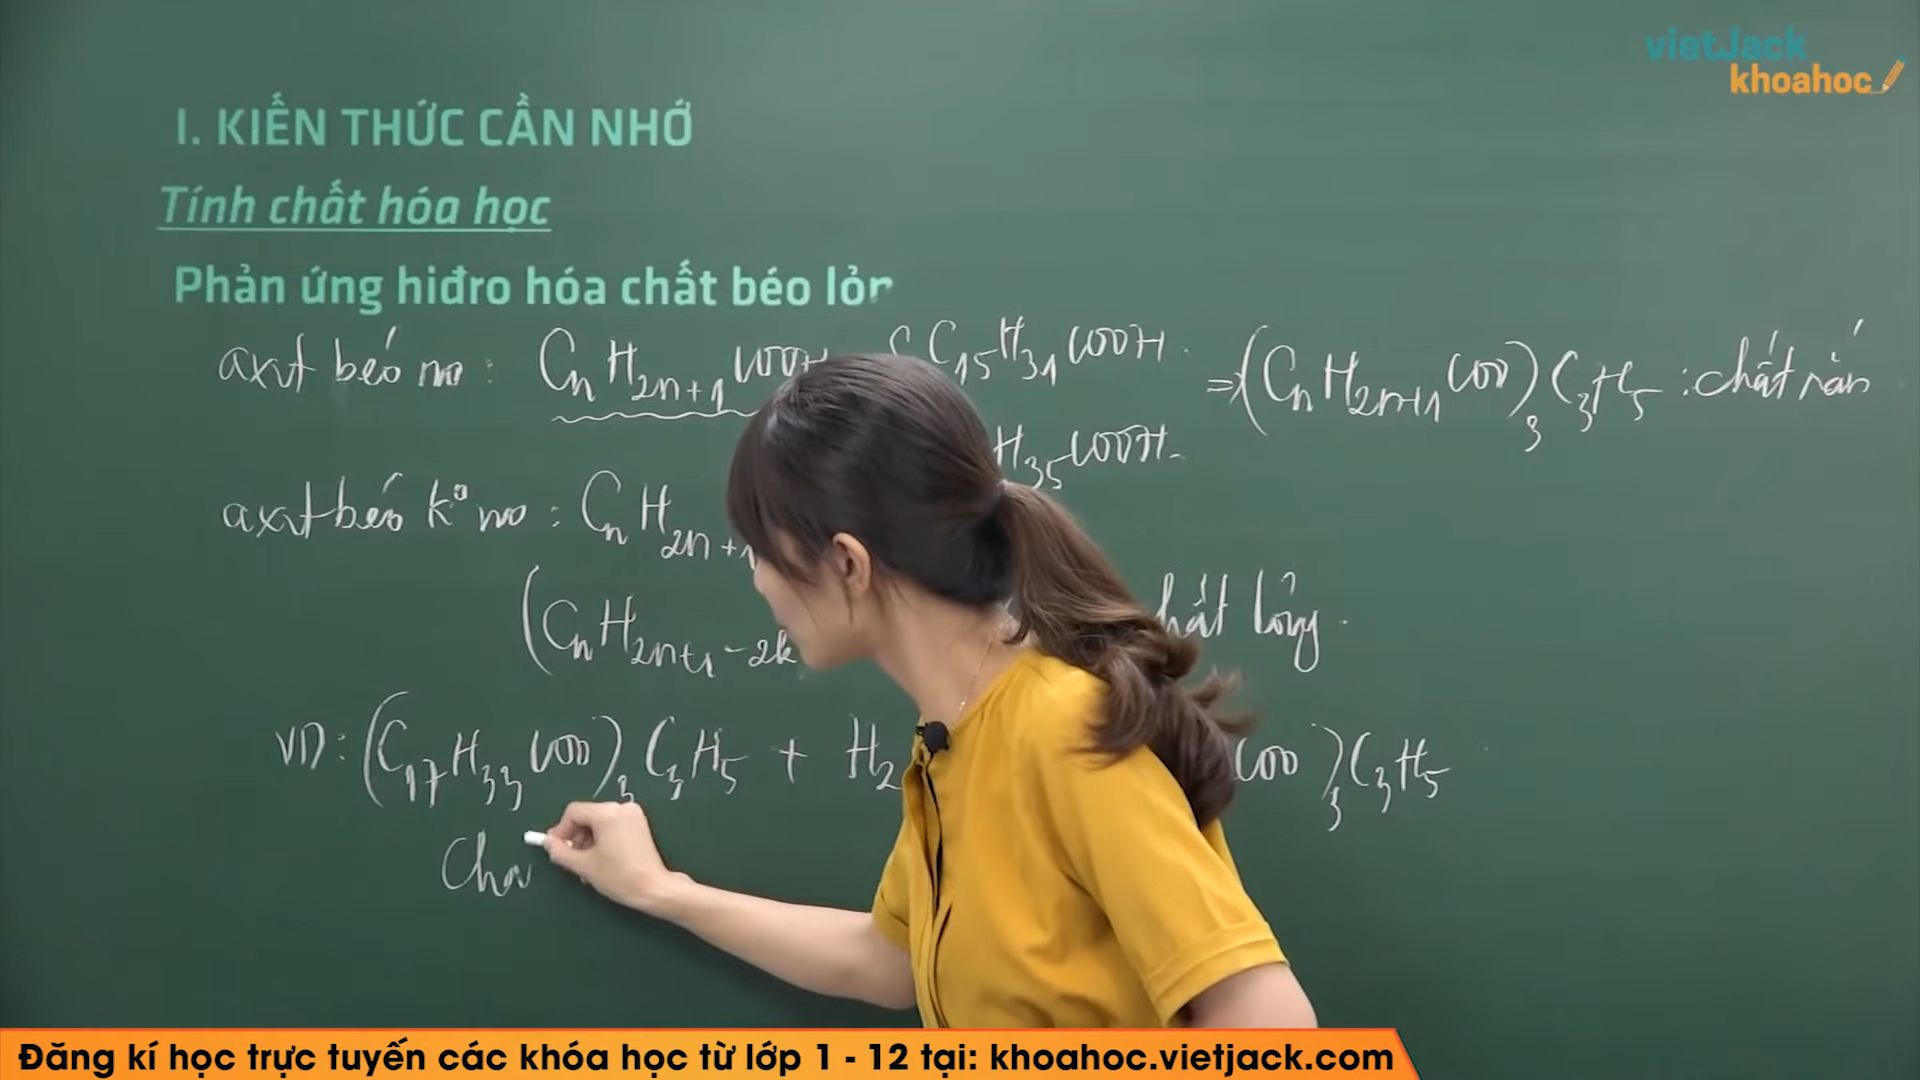 vietJack
khoahoc
I. KIẾN THỨC CẦN NHỚ
Tính chất hóa học
Phản ứng hiđro hóa chất béo lỏn
axit béo no : CnH2n+1COOH C15H31COOH
⇒ (CnH2n+1COO)3C3H5 : chất rắn
H35COOH
axit béo ko no : CnH2n+1
(CnH2n+1-2k hất lỏng.
VD: (C17H33COO)3C3H5 + H2 COO)3C3H5
Cha
Đăng kí học trực tuyến các khóa học từ lớp 1 - 12 tại: khoahoc.vietjack.com